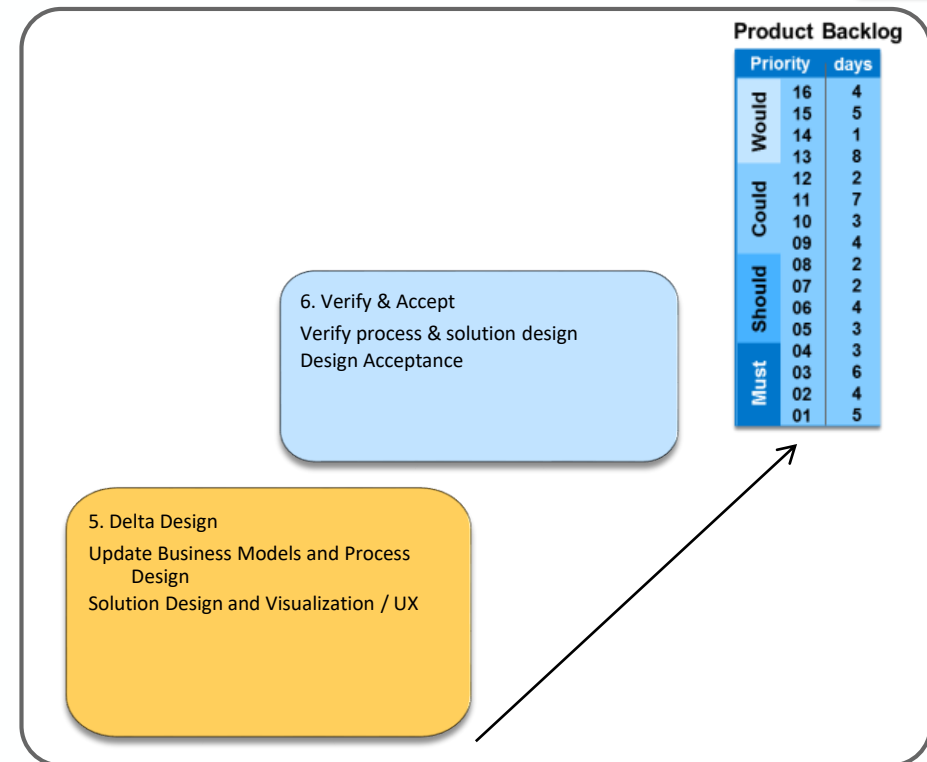 Product Backlog
Priority days
Would
16 4
15 5
14 1
13 8
Could
12 2
11 7
10 3
09 4
Should
08 2
07 2
06 4
05 3
Must
04 3
03 6
02 4
01 5
6. Verify & Accept
Verify process & solution design
Design Acceptance
5. Delta Design
Update Business Models and Process
Design
Solution Design and Visualization / UX